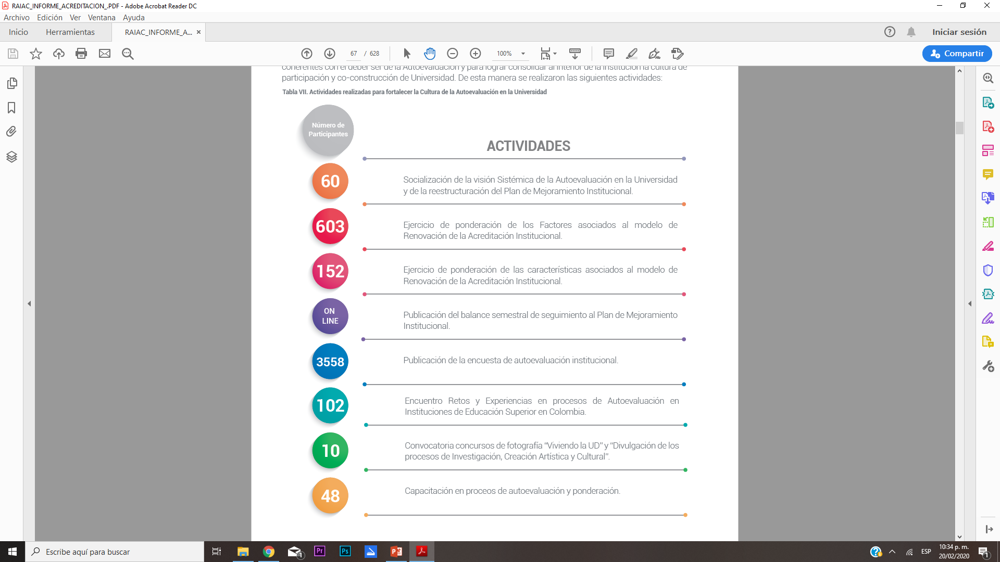 RAIAC_INFORME_ACREDITACION_.PDF - Adobe Acrobat Reader DC
Archivo Edición Ver Ventana Ayuda
Inicio Herramientas RAIAC_INFORME_A... × Iniciar sesión
67 / 628 100% Compartir
coherentes con el deber ser de la Autoevaluación y para lograr consolidar al interior de la institución la cultura de
participación y co-construcción de Universidad. De esta manera se realizaron las siguientes actividades:
Tabla VII. Actividades realizadas para fortalecer la Cultura de la Autoevaluación en la Universidad
Número de
Participantes
ACTIVIDADES
60
Socialización de la visión Sistémica de la Autoevaluación en la Universidad
y de la reestructuración del Plan de Mejoramiento Institucional.
603
Ejercicio de ponderación de los Factores asociados al modelo de
Renovación de la Acreditación Institucional.
152
Ejercicio de ponderación de las características asociados al modelo de
Renovación de la Acreditación Institucional.
ON
LINE
Publicación del balance semestral de seguimiento al Plan de Mejoramiento
Institucional.
3558
Publicación de la encuesta de autoevaluación institucional.
102
Encuentro Retos y Experiencias en procesos de Autoevaluación en
Instituciones de Educación Superior en Colombia.
10
Convocatoria concursos de fotografía “Viviendo la UD” y “Divulgación de los
procesos de Investigación, Creación Artística y Cultural”.
48
Capacitación en proceos de autoevaluación y ponderación.
Escribe aquí para buscar
1
Pr
Ps
ESP
10:34 p. m.
20/02/2020
1